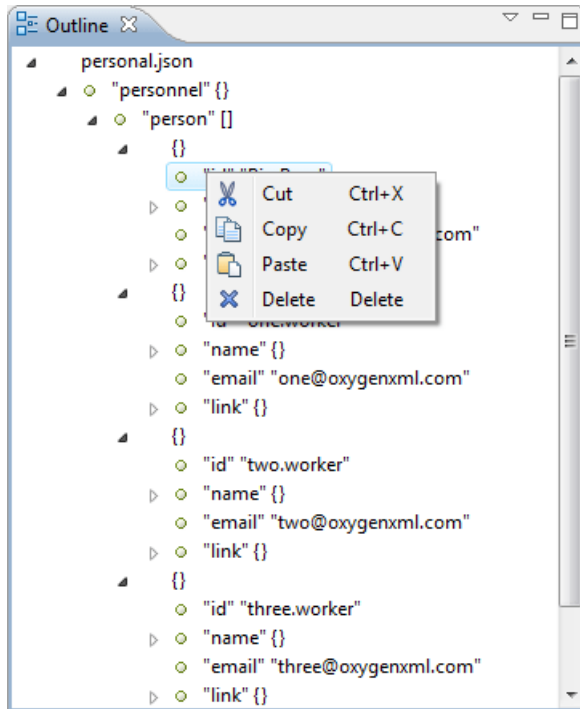 Outline
personal.json
"personnel" {}
"person" []
{}
Cut Ctrl+X
Copy Ctrl+C
com"
Paste Ctrl+V
Delete Delete
{}
"name" {}
"email" "one@oxygenxml.com"
"link" {}
{}
"id" "two.worker"
"name" {}
"email" "two@oxygenxml.com"
"link" {}
{}
"id" "three.worker"
"name" {}
"email" "three@oxygenxml.com"
"link" {}